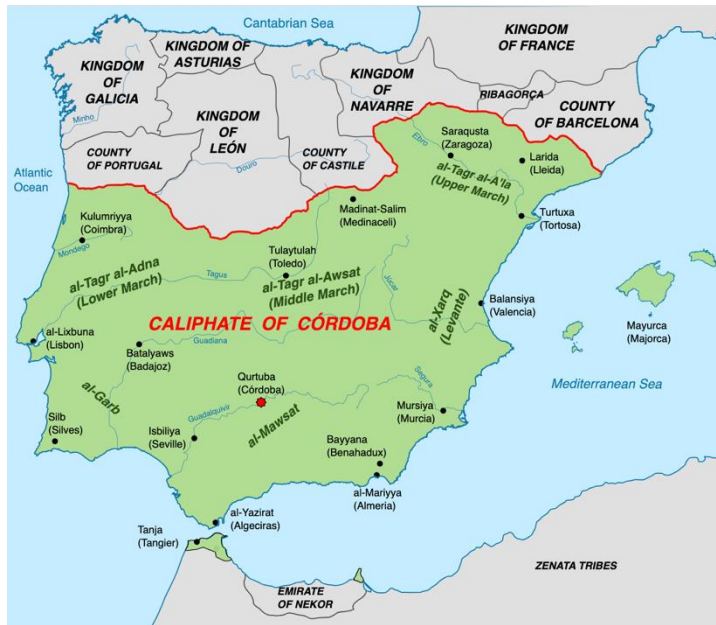 Cantabrian Sea
KINGDOM OF
ASTURIAS
KINGDOM
OF
GALICIA
KINGDOM
OF FRANCE
KINGDOM
OF
NAVARRE
RIBAGORÇA
COUNTY
OF BARCELONA
Minho
KINGDOM
OF
LEÓN
COUNTY
OF PORTUGAL
Douro
COUNTY
OF CASTILE
Atlantic
Ocean
Ebro
Saraqusta
(Zaragoza)
Larida
(Lleida)
al-Tagr al-A'la
(Upper March)
Madinat-Salim
(Medinaceli)
Turtuxa
(Tortosa)
Kulumriyya
(Coimbra)
Mondego
al-Tagr al-Adna
(Lower March)
Tulaytulah
(Toledo)
Tagus
al-Tagr al-Awsat
(Middle March)
Júcar
al-Xarq
(Levante)
Balansiya
(Valencia)
Mayurca
(Majorca)
CALIPHATE OF CÓRDOBA
al-Lixbuna
(Lisbon)
Batalyaws
(Badajoz)
Guadiana
Mediterranean Sea
al-Garb
Qurtuba
(Córdoba)
Segura
Guadalquivir
al-Mawsat
Mursiya
(Murcia)
Silb
(Silves)
Isbiliya
(Seville)
Bayyana
(Benahadux)
al-Mariyya
(Almeria)
al-Yazirat
(Algeciras)
Tanja
(Tangier)
ZENATA TRIBES
EMIRATE
OF NEKOR